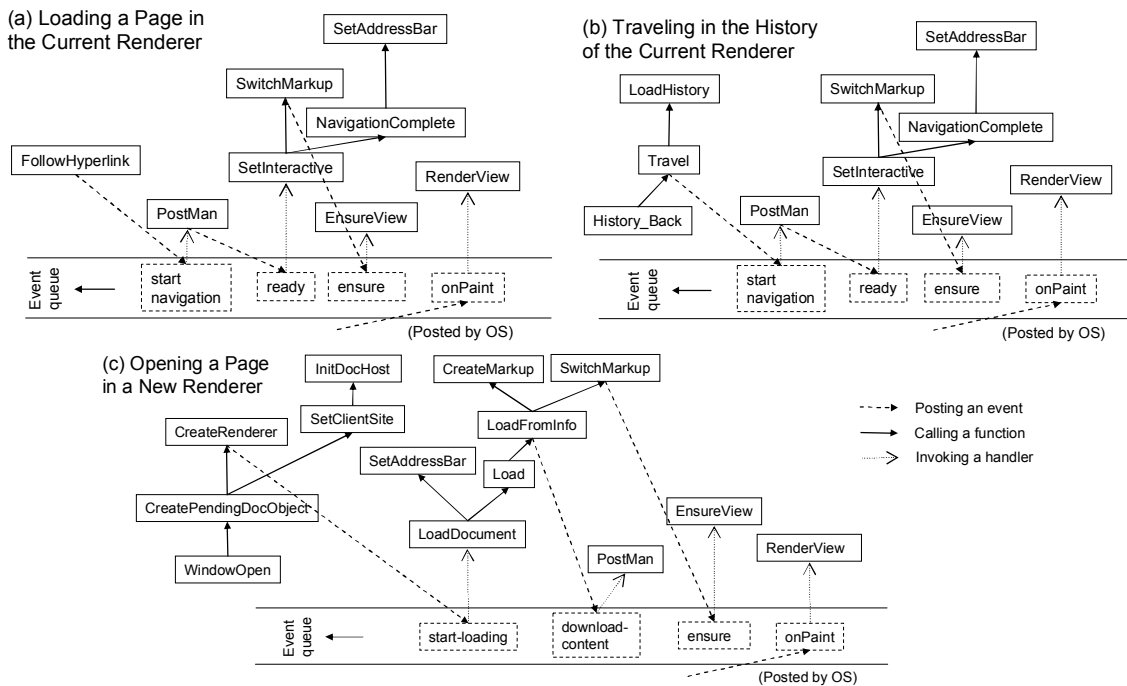 (a) Loading a Page in
the Current Renderer
SetAddressBar
SwitchMarkup
NavigationComplete
FollowHyperlink
SetInteractive
RenderView
PostMan
EnsureView
Event
queue
start
navigation
ready
ensure
onPaint
(Posted by OS)
(b) Traveling in the History
of the Current Renderer
SetAddressBar
LoadHistory
SwitchMarkup
NavigationComplete
Travel
SetInteractive
RenderView
History_Back
PostMan
EnsureView
Event
queue
start
navigation
ready
ensure
onPaint
(Posted by OS)
(c) Opening a Page
in a New Renderer
InitDocHost
CreateMarkup
SwitchMarkup
SetClientSite
LoadFromInfo
CreateRenderer
SetAddressBar
Load
CreatePendingDocObject
LoadDocument
EnsureView
WindowOpen
PostMan
RenderView
Event
queue
start-loading
download-
content
ensure
onPaint
(Posted by OS)
Posting an event
Calling a function
Invoking a handler